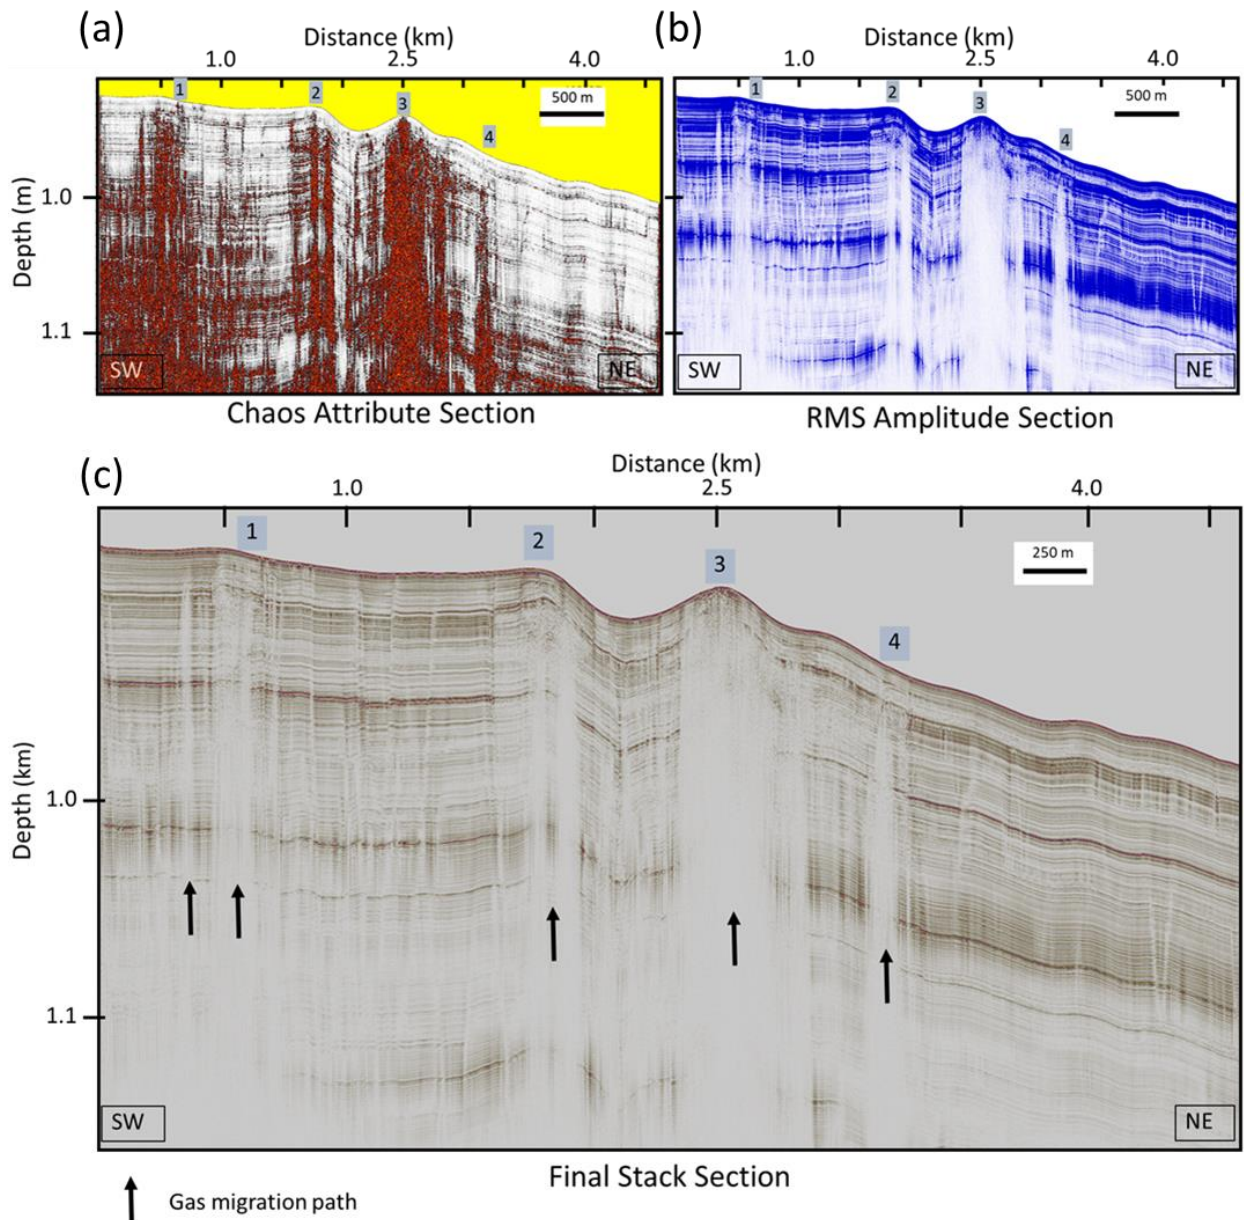 (a)
Distance (km)
1.0 2.5 4.0
1 2 3 4
500 m
Depth (m)
1.0
1.1
SW NE
Chaos Attribute Section
(b)
Distance (km)
1.0 2.5 4.0
1 2 3 4
500 m
SW NE
RMS Amplitude Section
(c)
Distance (km)
1.0 2.5 4.0
1 2 3 4
250 m
Depth (km)
1.0
1.1
SW NE
Final Stack Section
Gas migration path